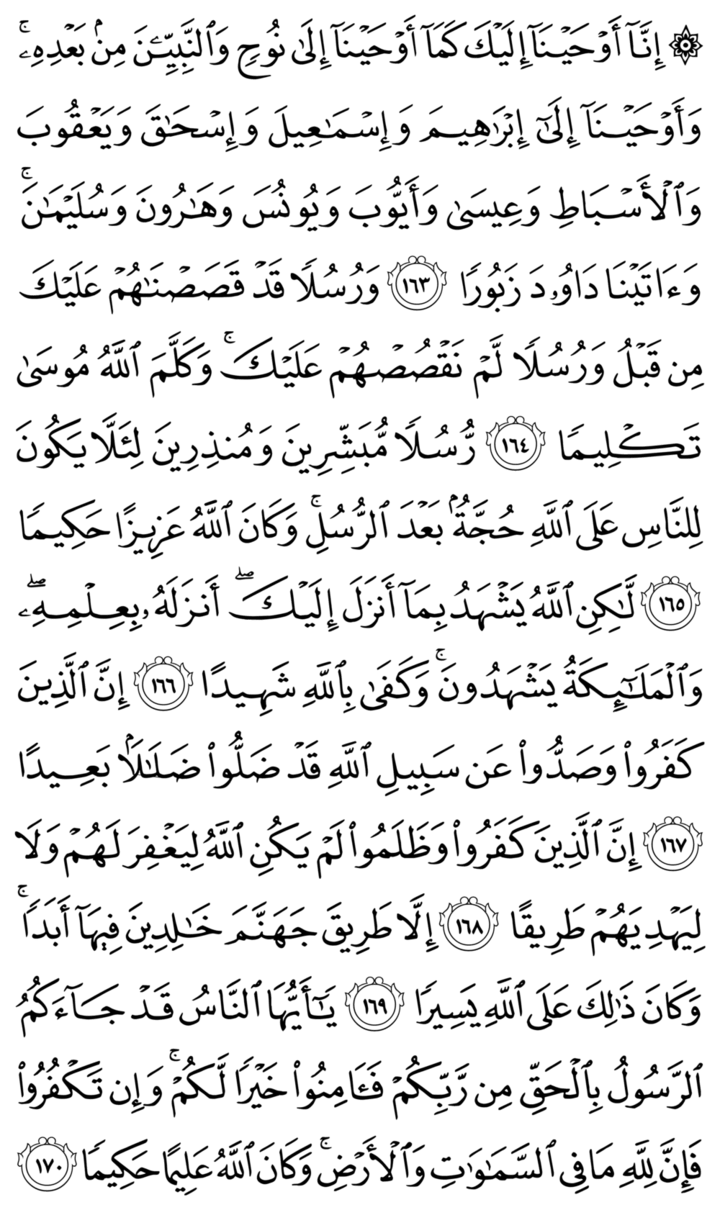 ۞ إِنَّآ أَوْحَيْنَآ إِلَيْكَ كَمَآ أَوْحَيْنَآ إِلَىٰ نُوحٍ وَٱلنَّبِيِّـۧنَ مِنۢ بَعْدِهِۦۚ
وَأَوْحَيْنَآ إِلَىٰٓ إِبْرَٰهِيمَ وَإِسْمَـٰعِيلَ وَإِسْحَـٰقَ وَيَعْقُوبَ
وَٱلْأَسْبَاطِ وَعِيسَىٰ وَأَيُّوبَ وَيُونُسَ وَهَـٰرُونَ وَسُلَيْمَـٰنَۚ
وَءَاتَيْنَا دَاوُۥدَ زَبُورًا ١٦٣ وَرُسُلًا قَدْ قَصَصْنَـٰهُمْ عَلَيْكَ
مِن قَبْلُ وَرُسُلًا لَّمْ نَقْصُصْهُمْ عَلَيْكَۚ وَكَلَّمَ ٱللَّهُ مُوسَىٰ
تَكْلِيمًا ١٦٤ رُّسُلًا مُّبَشِّرِينَ وَمُنذِرِينَ لِئَلَّا يَكُونَ
لِلنَّاسِ عَلَى ٱللَّهِ حُجَّةٌۢ بَعْدَ ٱلرُّسُلِۚ وَكَانَ ٱللَّهُ عَزِيزًا حَكِيمًا
١٦٥ لَّـٰكِنِ ٱللَّهُ يَشْهَدُ بِمَآ أَنزَلَ إِلَيْكَۖ أَنزَلَهُۥ بِعِلْمِهِۦۖ
وَٱلْمَلَـٰٓئِكَةُ يَشْهَدُونَۚ وَكَفَىٰ بِٱللَّهِ شَهِيدًا ١٦٦ إِنَّ ٱلَّذِينَ
كَفَرُوا۟ وَصَدُّوا۟ عَن سَبِيلِ ٱللَّهِ قَدْ ضَلُّوا۟ ضَلَـٰلًۢا بَعِيدًا
١٦٧ إِنَّ ٱلَّذِينَ كَفَرُوا۟ وَظَلَمُوا۟ لَمْ يَكُنِ ٱللَّهُ لِيَغْفِرَ لَهُمْ وَلَا
لِيَهْدِيَهُمْ طَرِيقًا ١٦٨ إِلَّا طَرِيقَ جَهَنَّمَ خَـٰلِدِينَ فِيهَآ أَبَدًاۚ
وَكَانَ ذَٰلِكَ عَلَى ٱللَّهِ يَسِيرًا ١٦٩ يَـٰٓأَيُّهَا ٱلنَّاسُ قَدْ جَآءَكُمُ
ٱلرَّسُولُ بِٱلْحَقِّ مِن رَّبِّكُمْ فَـَٔامِنُوا۟ خَيْرًا لَّكُمْۚ وَإِن تَكْفُرُوا۟
فَإِنَّ لِلَّهِ مَا فِى ٱلسَّمَـٰوَٰتِ وَٱلْأَرْضِۚ وَكَانَ ٱللَّهُ عَلِيمًا حَكِيمًا ١٧٠